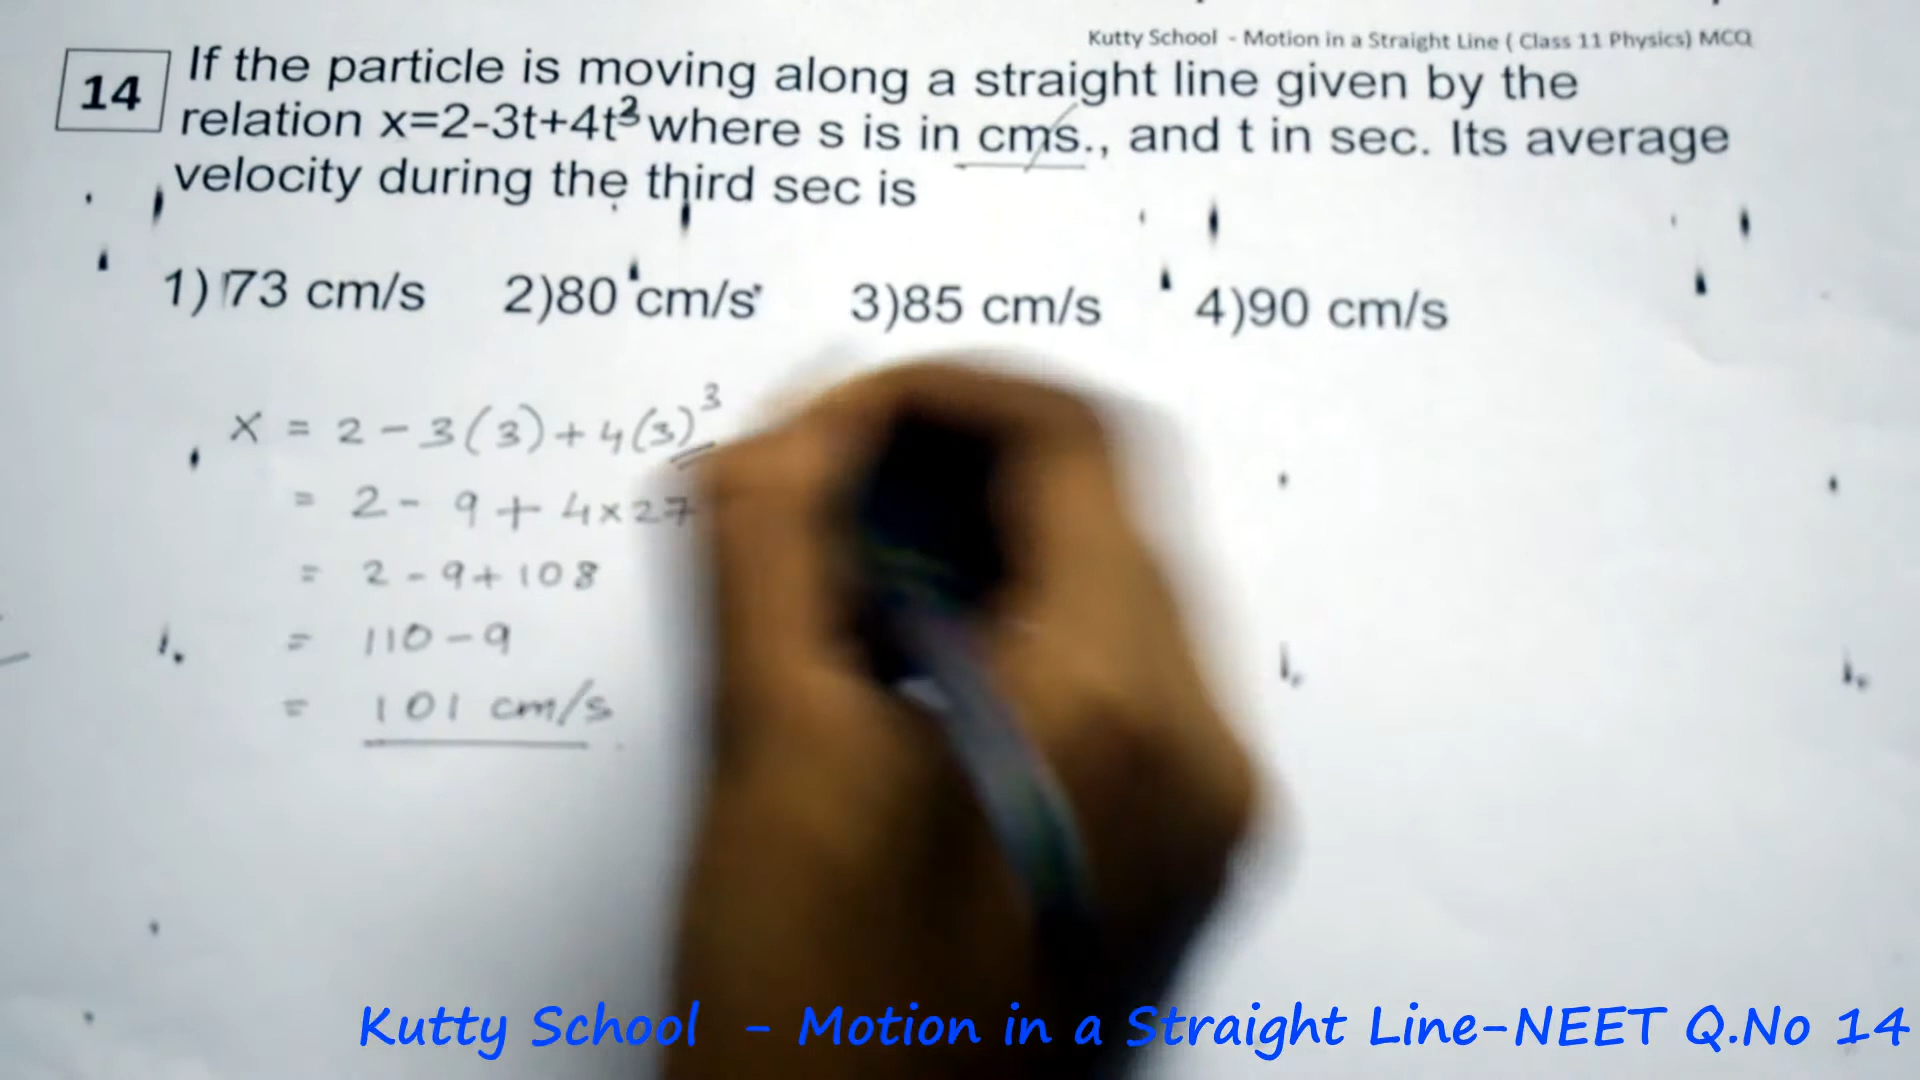 Kutty School - Motion in a Straight Line ( Class 11 Physics) MCQ
14
If the particle is moving along a straight line given by the
relation x=2-3t+4t³ where s is in cms., and t in sec. Its average
velocity during the third sec is
1) 73 cm/s 2)80 cm/s 3)85 cm/s 4)90 cm/s
x = 2 - 3(3) + 4(3)³
= 2 - 9 + 4×27
= 2 - 9 + 108
= 110 - 9
= 101 cm/s
Kutty School - Motion in a Straight Line-NEET Q.No 14